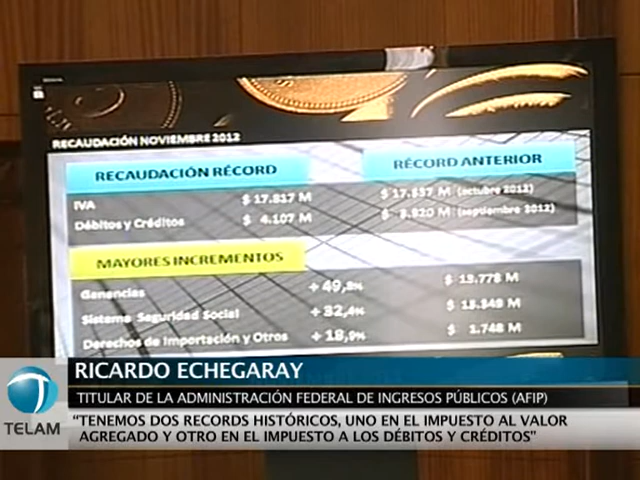 RECAUDACIÓN NOVIEMBRE 2012
RECAUDACIÓN RÉCORD
RÉCORD ANTERIOR
IVA $ 17.817 M $ 17.537 M (octubre 2012)
Débitos y Créditos $ 4.107 M $ 3.920 M (septiembre 2012)
MAYORES INCREMENTOS
Ganancias + 49,8% $ 13.778 M
Sistema Seguridad Social + 32,4% $ 15.349 M
Derechos de Importación y Otros + 18,9% $ 1.748 M
RICARDO ECHEGARAY
TITULAR DE LA ADMINISTRACIÓN FEDERAL DE INGRESOS PÚBLICOS (AFIP)
TELAM
“TENEMOS DOS RECORDS HISTÓRICOS, UNO EN EL IMPUESTO AL VALOR
AGREGADO Y OTRO EN EL IMPUESTO A LOS DÉBITOS Y CRÉDITOS"